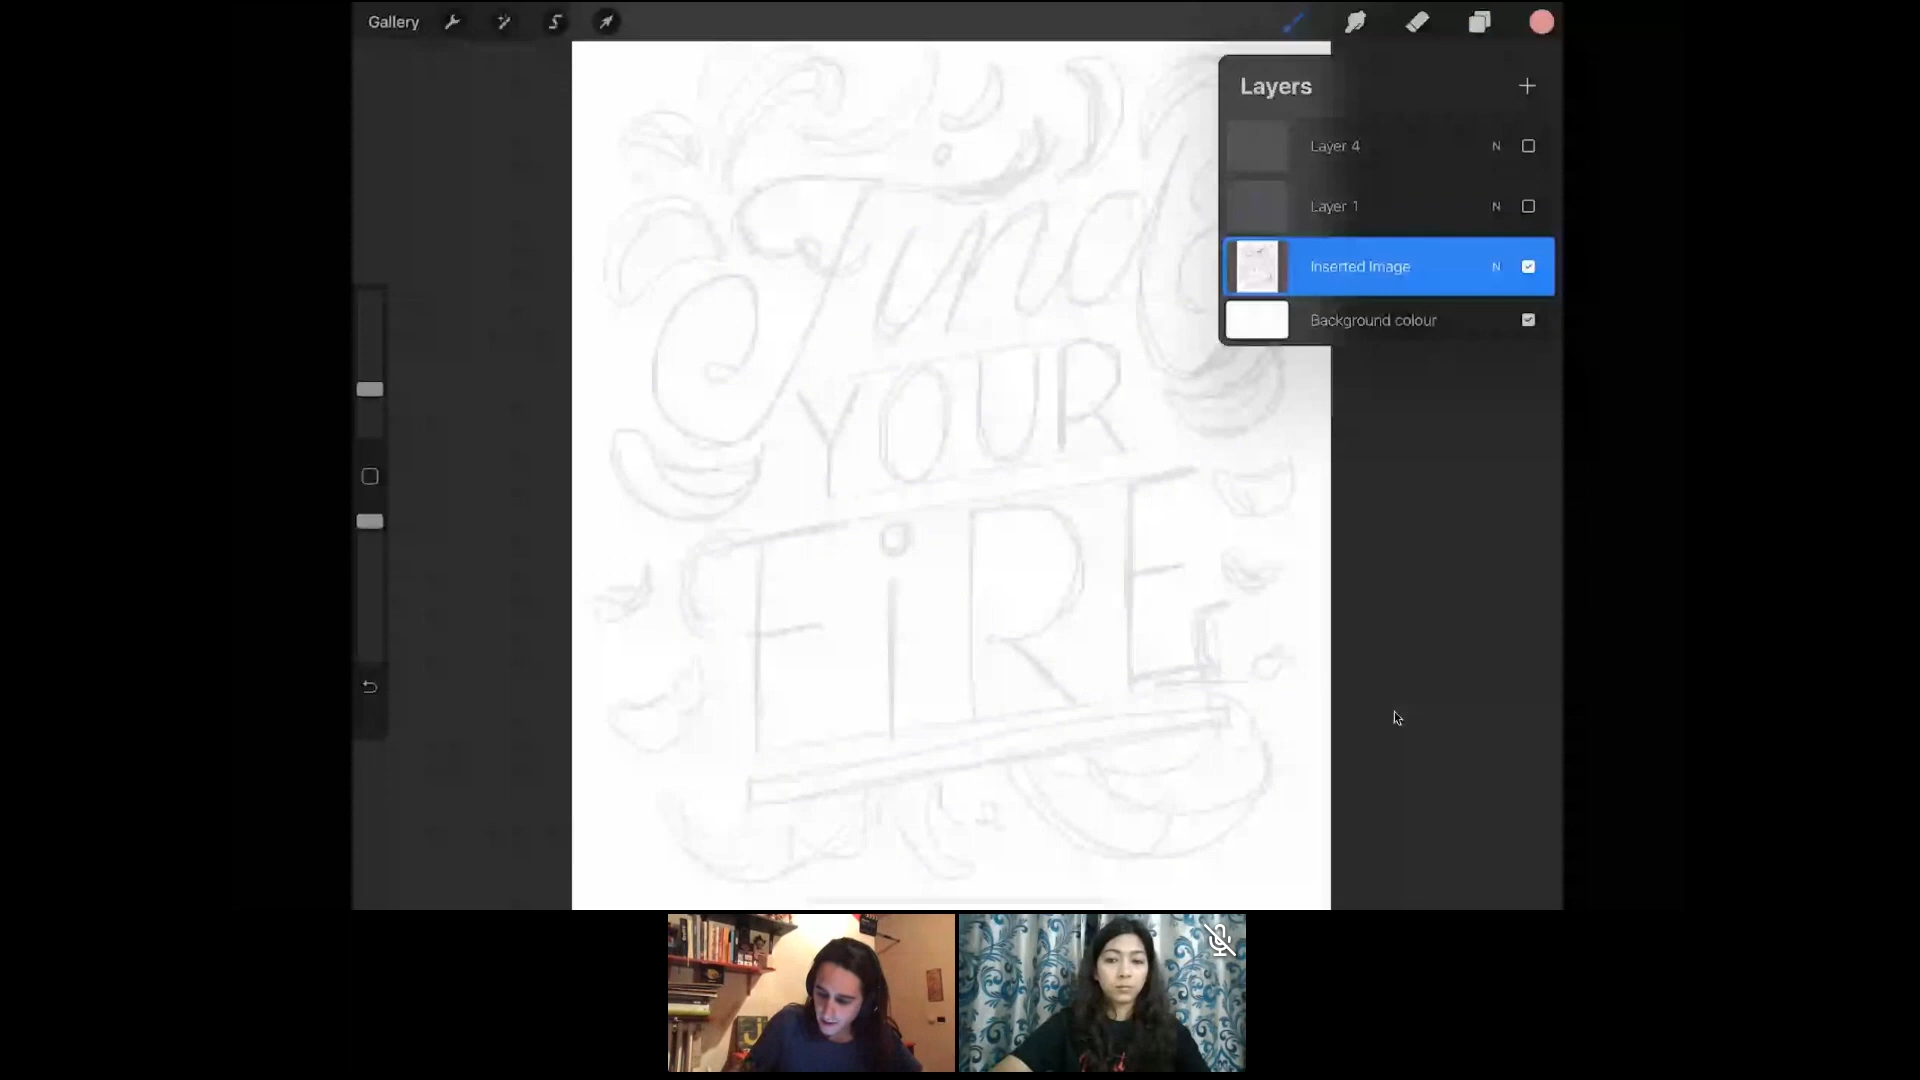 Gallery
Layers
Layer 4 N
Layer 1 N
Inserted Image N
Background colour
Find
YOUR
FiRE